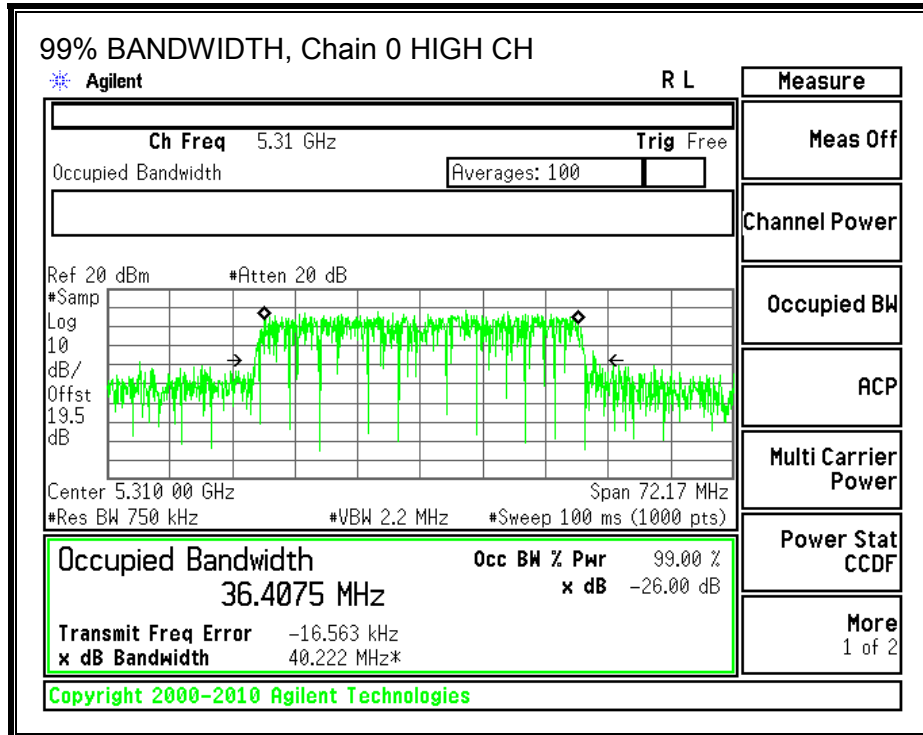 99% BANDWIDTH, Chain 0 HIGH CH
Agilent R L
Ch Freq 5.31 GHz Trig Free
Occupied Bandwidth Averages: 100
Ref 20 dBm #Atten 20 dB
#Samp
Log
10
dB/
Offst
19.5
dB
Center 5.310 00 GHz Span 72.17 MHz
#Res BW 750 kHz #VBW 2.2 MHz #Sweep 100 ms (1000 pts)
Occupied Bandwidth Occ BW % Pwr 99.00 %
36.4075 MHz x dB -26.00 dB
Transmit Freq Error -16.563 kHz
x dB Bandwidth 40.222 MHz*
Copyright 2000-2010 Agilent Technologies
Measure
Meas Off
Channel Power
Occupied BW
ACP
Multi Carrier
Power
Power Stat
CCDF
More
1 of 2